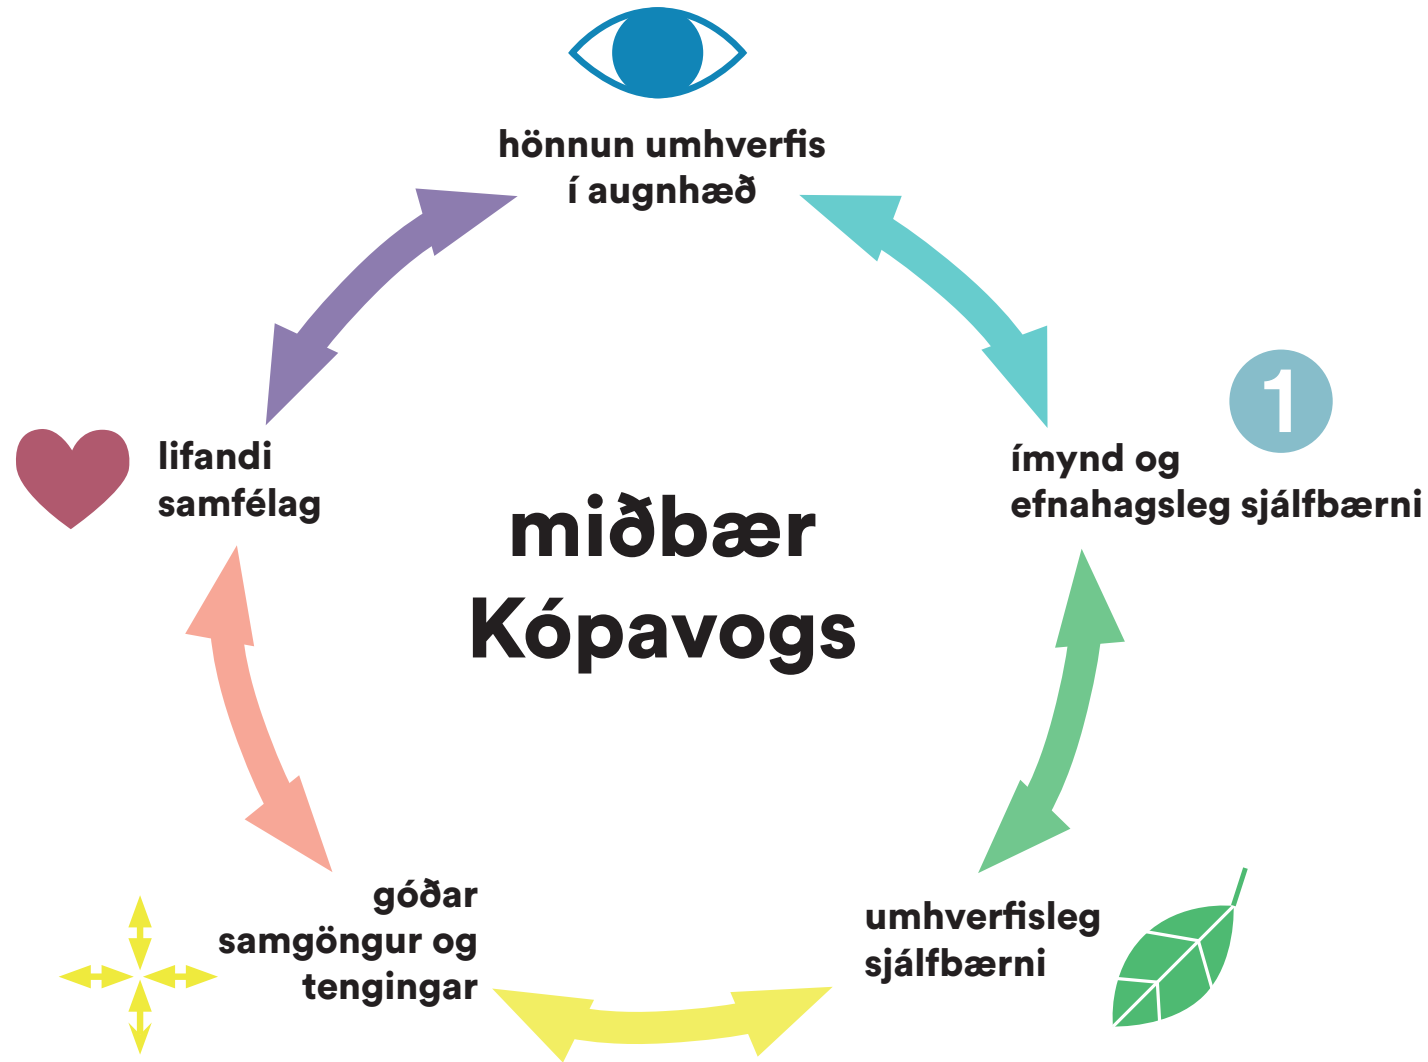 hönnun umhverfis
í augnhæð
1
ímynd og
efnahagsleg sjálfbærni
lifandi
samfélag
miðbær
Kópavogs
góðar
samgöngur og
tengingar
umhverfisleg
sjálfbærni